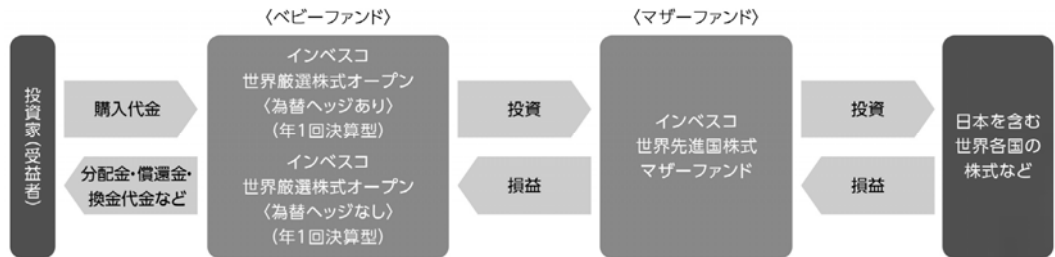 〈ベビーファンド〉
〈マザーファンド〉
投資家（受益者）
購入代金
分配金・償還金・
換金代金など
インベスコ
世界厳選株式オープン
〈為替ヘッジあり〉
（年1回決算型）
インベスコ
世界厳選株式オープン
〈為替ヘッジなし〉
（年1回決算型）
投資
損益
インベスコ
世界先進国株式
マザーファンド
投資
損益
日本を含む
世界各国の
株式など